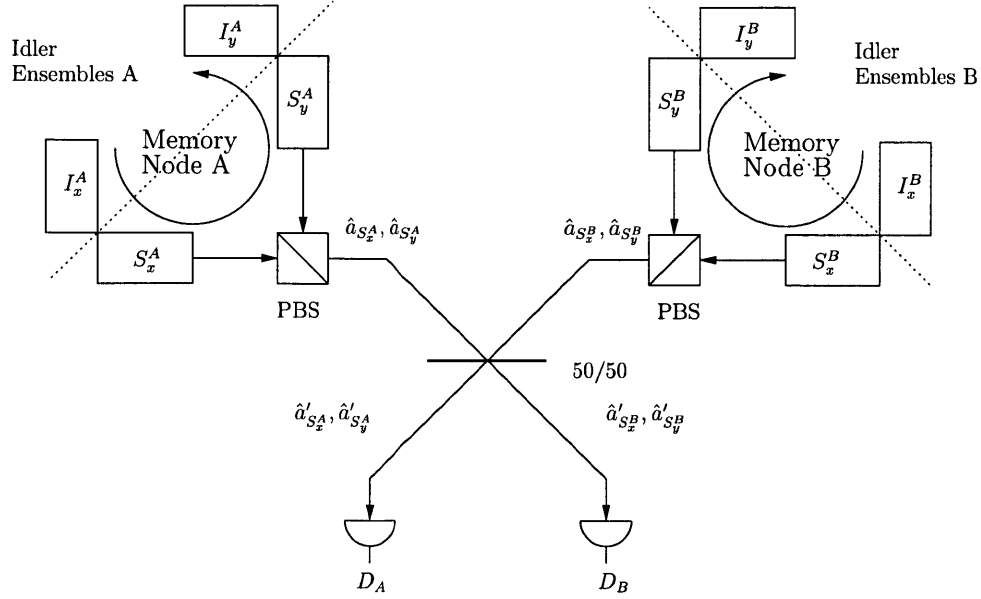 I_y^A
I_y^B
Idler
Ensembles A
Idler
Ensembles B
S_y^A
S_y^B
Memory
Node A
Memory
Node B
I_x^A
I_x^B
S_x^A
â_{S_x^A}, â_{S_y^A}
â_{S_x^B}, â_{S_y^B}
S_x^B
PBS
PBS
50/50
â'_{S_x^A}, â'_{S_y^A}
â'_{S_x^B}, â'_{S_y^B}
D_A
D_B